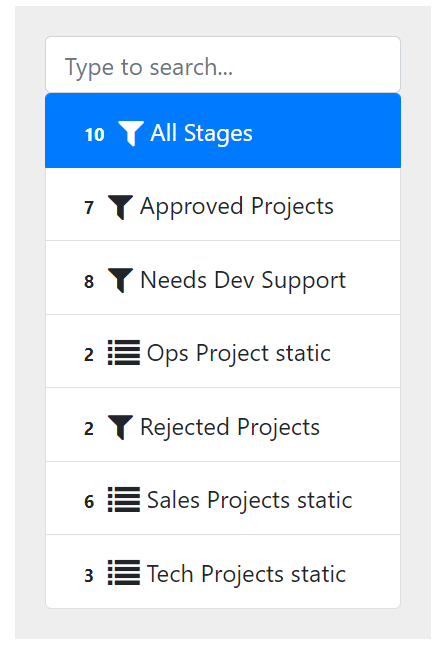 Type to search...
10 All Stages
7 Approved Projects
8 Needs Dev Support
2 Ops Project static
2 Rejected Projects
6 Sales Projects static
3 Tech Projects static